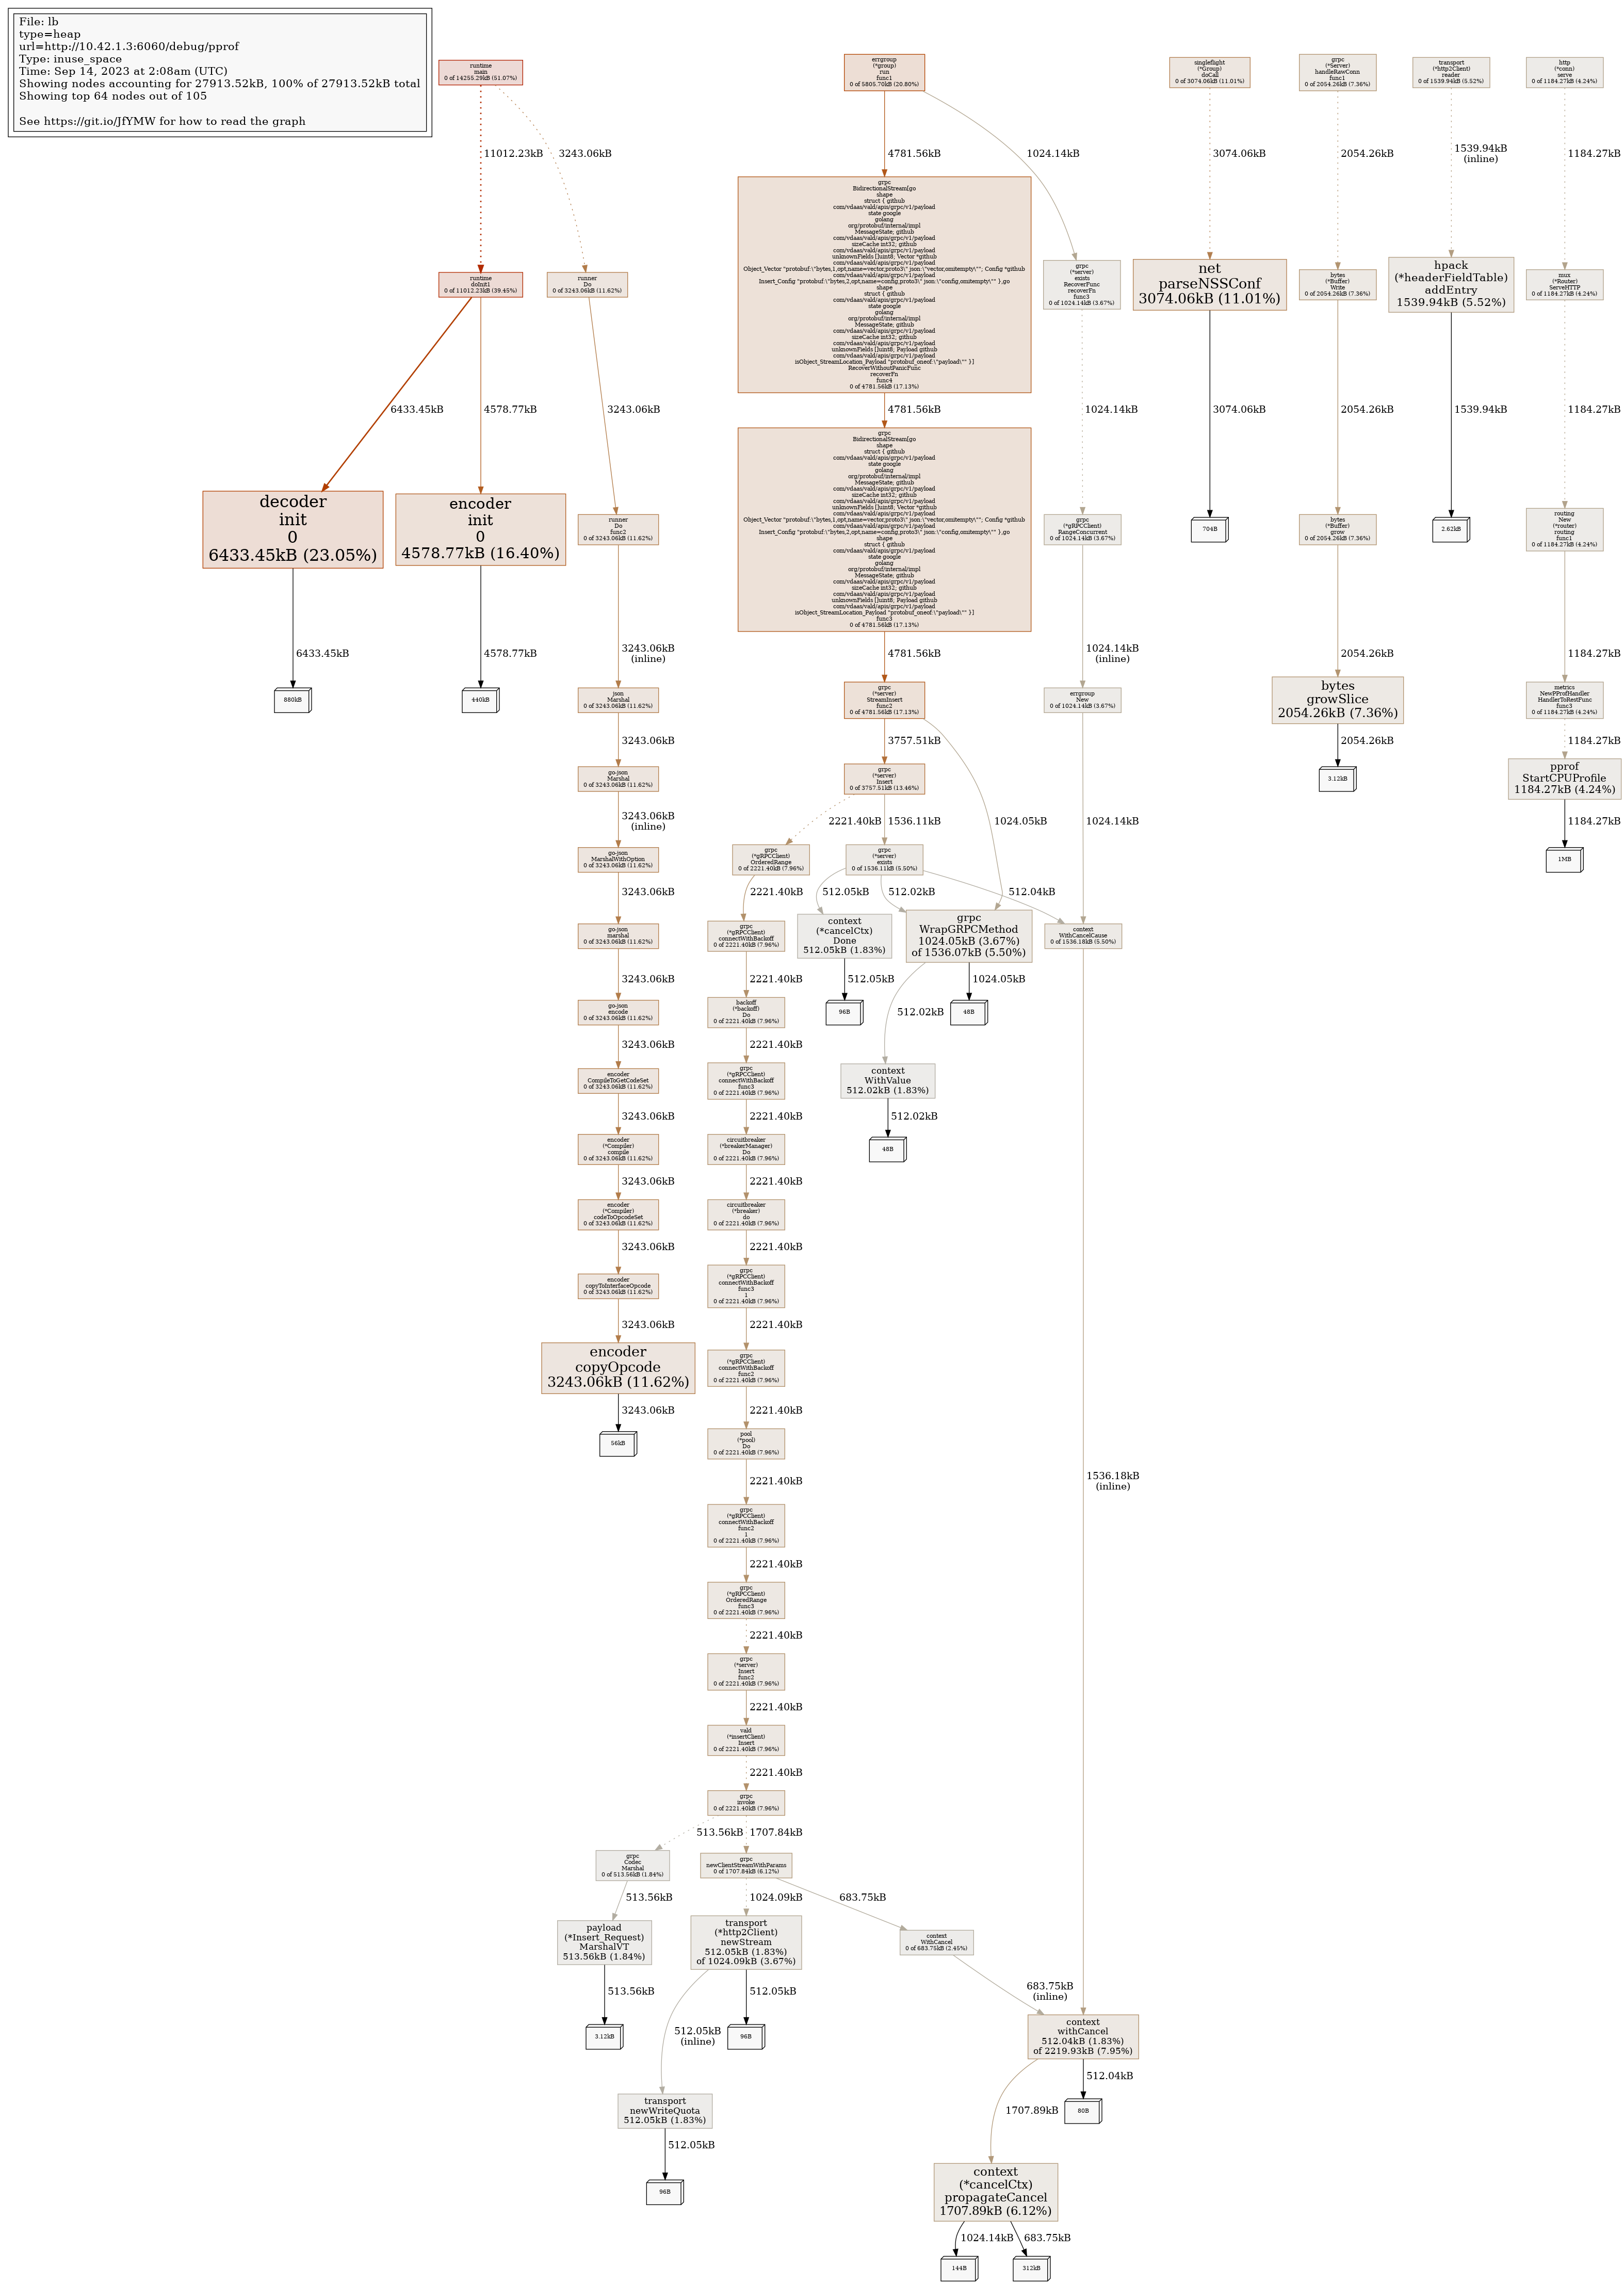 File: lb
type=heap
url=http://10.42.1.3:6060/debug/pprof
Type: inuse_space
Time: Sep 14, 2023 at 2:08am (UTC)
Showing nodes accounting for 27913.52kB, 100% of 27913.52kB total
Showing top 64 nodes out of 105
See https://git.io/JfYMW for how to read the graph
runtime
main
0 of 14255.29kB (51.07%)
11012.23kB
3243.06kB
runtime
doInit1
0 of 11012.23kB (39.45%)
6433.45kB
4578.77kB
decoder
init
0
6433.45kB (23.05%)
6433.45kB
880kB
encoder
init
0
4578.77kB (16.40%)
4578.77kB
440kB
runner
Do
0 of 3243.06kB (11.62%)
3243.06kB
runner
Do
func2
0 of 3243.06kB (11.62%)
3243.06kB
(inline)
json
Marshal
0 of 3243.06kB (11.62%)
3243.06kB
go-json
Marshal
0 of 3243.06kB (11.62%)
3243.06kB
(inline)
go-json
MarshalWithOption
0 of 3243.06kB (11.62%)
3243.06kB
go-json
marshal
0 of 3243.06kB (11.62%)
3243.06kB
go-json
encode
0 of 3243.06kB (11.62%)
3243.06kB
encoder
CompileToGetCodeSet
0 of 3243.06kB (11.62%)
3243.06kB
encoder
(*Compiler)
compile
0 of 3243.06kB (11.62%)
3243.06kB
encoder
(*Compiler)
codeToOpcodeSet
0 of 3243.06kB (11.62%)
3243.06kB
encoder
copyToInterfaceOpcode
0 of 3243.06kB (11.62%)
3243.06kB
encoder
copyOpcode
3243.06kB (11.62%)
3243.06kB
56kB
errgroup
(*group)
run
func1
0 of 5805.70kB (20.80%)
4781.56kB
1024.14kB
grpc
BidirectionalStream[go
shape
struct { github
com/vdaas/vald/apis/grpc/v1/payload
state google
golang
org/protobuf/internal/impl
MessageState; github
com/vdaas/vald/apis/grpc/v1/payload
sizeCache int32; github
com/vdaas/vald/apis/grpc/v1/payload
unknownFields []uint8; Vector *github
com/vdaas/vald/apis/grpc/v1/payload
Object_Vector "protobuf:\"bytes,1,opt,name=vector,proto3\" json:\"vector,omitempty\""; Config *github
com/vdaas/vald/apis/grpc/v1/payload
Insert_Config "protobuf:\"bytes,2,opt,name=config,proto3\" json:\"config,omitempty\"" },go
shape
struct { github
com/vdaas/vald/apis/grpc/v1/payload
state google
golang
org/protobuf/internal/impl
MessageState; github
com/vdaas/vald/apis/grpc/v1/payload
sizeCache int32; github
com/vdaas/vald/apis/grpc/v1/payload
unknownFields []uint8; Payload github
com/vdaas/vald/apis/grpc/v1/payload
isObject_StreamLocation_Payload "protobuf_oneof:\"payload\"" }]
RecoverWithoutPanicFunc
recoverFn
func4
0 of 4781.56kB (17.13%)
4781.56kB
grpc
BidirectionalStream[go
shape
struct { github
com/vdaas/vald/apis/grpc/v1/payload
state google
golang
org/protobuf/internal/impl
MessageState; github
com/vdaas/vald/apis/grpc/v1/payload
sizeCache int32; github
com/vdaas/vald/apis/grpc/v1/payload
unknownFields []uint8; Vector *github
com/vdaas/vald/apis/grpc/v1/payload
Object_Vector "protobuf:\"bytes,1,opt,name=vector,proto3\" json:\"vector,omitempty\""; Config *github
com/vdaas/vald/apis/grpc/v1/payload
Insert_Config "protobuf:\"bytes,2,opt,name=config,proto3\" json:\"config,omitempty\"" },go
shape
struct { github
com/vdaas/vald/apis/grpc/v1/payload
state google
golang
org/protobuf/internal/impl
MessageState; github
com/vdaas/vald/apis/grpc/v1/payload
sizeCache int32; github
com/vdaas/vald/apis/grpc/v1/payload
unknownFields []uint8; Payload github
com/vdaas/vald/apis/grpc/v1/payload
isObject_StreamLocation_Payload "protobuf_oneof:\"payload\"" }]
func3
0 of 4781.56kB (17.13%)
4781.56kB
grpc
(*server)
StreamInsert
func2
0 of 4781.56kB (17.13%)
3757.51kB
1024.05kB
grpc
(*server)
Insert
0 of 3757.51kB (13.46%)
2221.40kB
1536.11kB
grpc
(*gRPCClient)
OrderedRange
0 of 2221.40kB (7.96%)
2221.40kB
grpc
(*server)
exists
0 of 1536.11kB (5.50%)
512.05kB
512.02kB
512.04kB
context
(*cancelCtx)
Done
512.05kB (1.83%)
512.05kB
96B
grpc
WrapGRPCMethod
1024.05kB (3.67%)
of 1536.07kB (5.50%)
512.02kB
1024.05kB
48B
context
WithValue
512.02kB (1.83%)
512.02kB
48B
grpc
(*gRPCClient)
connectWithBackoff
0 of 2221.40kB (7.96%)
2221.40kB
backoff
(*backoff)
Do
0 of 2221.40kB (7.96%)
2221.40kB
grpc
(*gRPCClient)
connectWithBackoff
func3
0 of 2221.40kB (7.96%)
2221.40kB
circuitbreaker
(*breakerManager)
Do
0 of 2221.40kB (7.96%)
2221.40kB
circuitbreaker
(*breaker)
do
0 of 2221.40kB (7.96%)
2221.40kB
grpc
(*gRPCClient)
connectWithBackoff
func3
1
0 of 2221.40kB (7.96%)
2221.40kB
grpc
(*gRPCClient)
connectWithBackoff
func2
0 of 2221.40kB (7.96%)
2221.40kB
pool
(*pool)
Do
0 of 2221.40kB (7.96%)
2221.40kB
grpc
(*gRPCClient)
connectWithBackoff
func2
1
0 of 2221.40kB (7.96%)
2221.40kB
grpc
(*gRPCClient)
OrderedRange
func3
0 of 2221.40kB (7.96%)
2221.40kB
grpc
(*server)
Insert
func2
0 of 2221.40kB (7.96%)
2221.40kB
vald
(*insertClient)
Insert
0 of 2221.40kB (7.96%)
2221.40kB
grpc
invoke
0 of 2221.40kB (7.96%)
513.56kB
1707.84kB
grpc
Codec
Marshal
0 of 513.56kB (1.84%)
513.56kB
payload
(*Insert_Request)
MarshalVT
513.56kB (1.84%)
513.56kB
3.12kB
grpc
newClientStreamWithParams
0 of 1707.84kB (6.12%)
1024.09kB
683.75kB
transport
(*http2Client)
newStream
512.05kB (1.83%)
of 1024.09kB (3.67%)
512.05kB
(inline)
512.05kB
96B
transport
newWriteQuota
512.05kB (1.83%)
512.05kB
96B
context
WithCancel
0 of 683.75kB (2.45%)
683.75kB
(inline)
grpc
(*server)
exists
RecoverFunc
recoverFn
func3
0 of 1024.14kB (3.67%)
1024.14kB
grpc
(*gRPCClient)
RangeConcurrent
0 of 1024.14kB (3.67%)
1024.14kB
(inline)
errgroup
New
0 of 1024.14kB (3.67%)
1024.14kB
context
WithCancelCause
0 of 1536.18kB (5.50%)
1536.18kB
(inline)
context
withCancel
512.04kB (1.83%)
of 2219.93kB (7.95%)
1707.89kB
512.04kB
80B
context
(*cancelCtx)
propagateCancel
1707.89kB (6.12%)
1024.14kB
683.75kB
144B
312kB
singleflight
(*Group)
doCall
0 of 3074.06kB (11.01%)
3074.06kB
net
parseNSSConf
3074.06kB (11.01%)
3074.06kB
704B
grpc
(*Server)
handleRawConn
func1
0 of 2054.26kB (7.36%)
2054.26kB
bytes
(*Buffer)
Write
0 of 2054.26kB (7.36%)
2054.26kB
bytes
(*Buffer)
grow
0 of 2054.26kB (7.36%)
2054.26kB
bytes
growSlice
2054.26kB (7.36%)
2054.26kB
3.12kB
transport
(*http2Client)
reader
0 of 1539.94kB (5.52%)
1539.94kB
(inline)
hpack
(*headerFieldTable)
addEntry
1539.94kB (5.52%)
1539.94kB
2.62kB
http
(*conn)
serve
0 of 1184.27kB (4.24%)
1184.27kB
mux
(*Router)
ServeHTTP
0 of 1184.27kB (4.24%)
1184.27kB
routing
New
(*router)
routing
func1
0 of 1184.27kB (4.24%)
1184.27kB
metrics
NewPProfHandler
HandlerToRestFunc
func3
0 of 1184.27kB (4.24%)
1184.27kB
pprof
StartCPUProfile
1184.27kB (4.24%)
1184.27kB
1MB